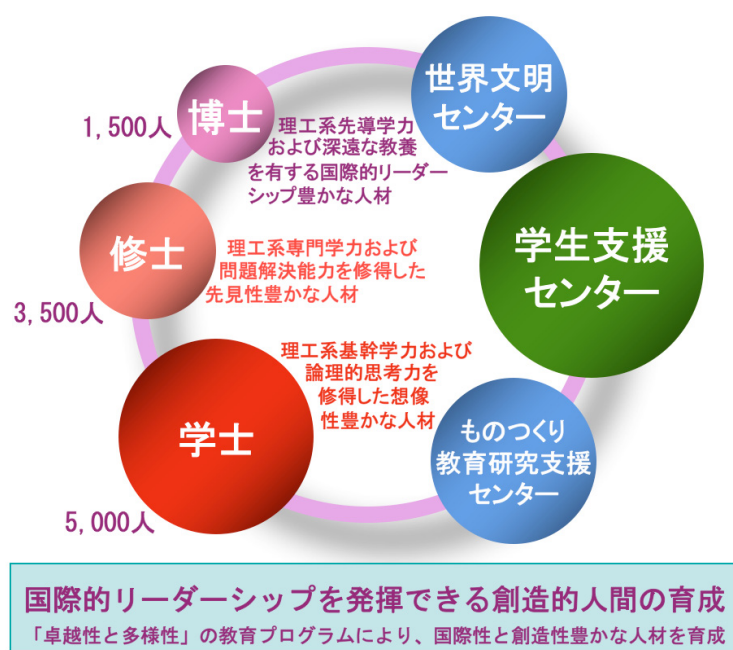 博士
1,500人
理工系先導学力
および深遠な教養
を有する国際的リーダー
シップ豊かな人材
世界文明
センター
修士
3,500人
理工系専門学力および
問題解決能力を修得した
先見性豊かな人材
学生支援
センター
学士
5,000人
理工系基幹学力および
論理的思考力を
修得した想像
性豊かな人材
ものつくり
教育研究支援
センター
国際的リーダーシップを発揮できる創造的人間の育成
「卓越性と多様性」の教育プログラムにより、国際性と創造性豊かな人材を育成